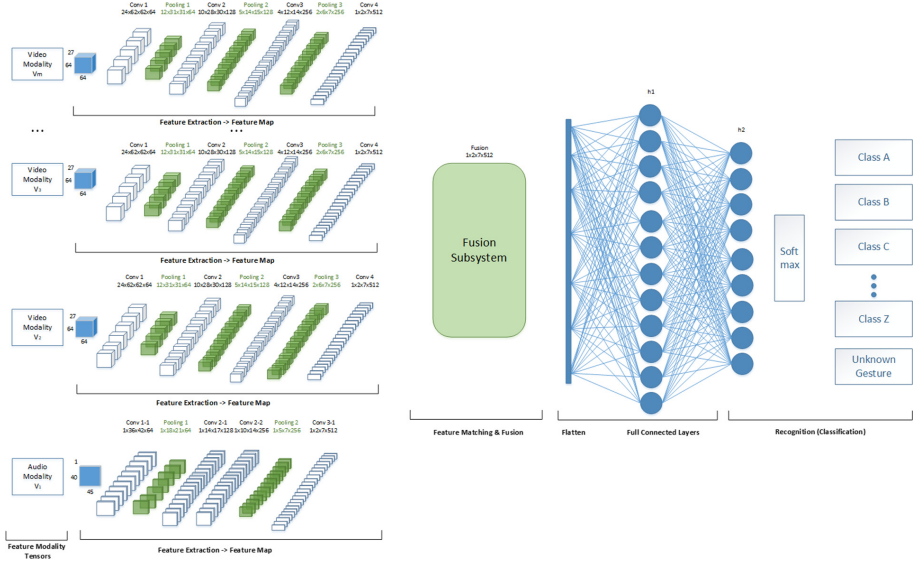 Conv 1 Pooling 1 Conv 2 Pooling 2 Conv3 Pooling 3 Conv 4
24x62x62x64 12x31x31x64 10x28x30x128 5x14x15x128 4x12x14x256 2x6x7x256 1x2x7x512
Video
Modality
Vm
27
64
64
Feature Extraction -> Feature Map
...
...
Conv 1 Pooling 1 Conv 2 Pooling 2 Conv3 Pooling 3 Conv 4
24x62x62x64 12x31x31x64 10x28x30x128 5x14x15x128 4x12x14x256 2x6x7x256 1x2x7x512
Video
Modality
V3
27
64
64
Feature Extraction -> Feature Map
Conv 1 Pooling 1 Conv 2 Pooling 2 Conv3 Pooling 3 Conv 4
24x62x62x64 12x31x31x64 10x28x30x128 5x14x15x128 4x12x14x256 2x6x7x256 1x2x7x512
Video
Modality
V2
27
64
64
Feature Extraction -> Feature Map
Conv 1-1 Pooling 1 Conv 2-1 Conv 2-2 Pooling 2 Conv 3-1
1x36x42x64 1x18x21x64 1x14x17x128 1x10x14x256 1x5x7x256 1x2x7x512
Audio
Modality
V1
1
40
45
Feature Modality
Tensors
Feature Extraction -> Feature Map
Fusion
1x2x7x512
Fusion
Subsystem
Feature Matching & Fusion
h1
h2
Flatten
Full Connected Layers
Soft
max
Class A
Class B
Class C
Class Z
Unknown
Gesture
Recognition (Classification)